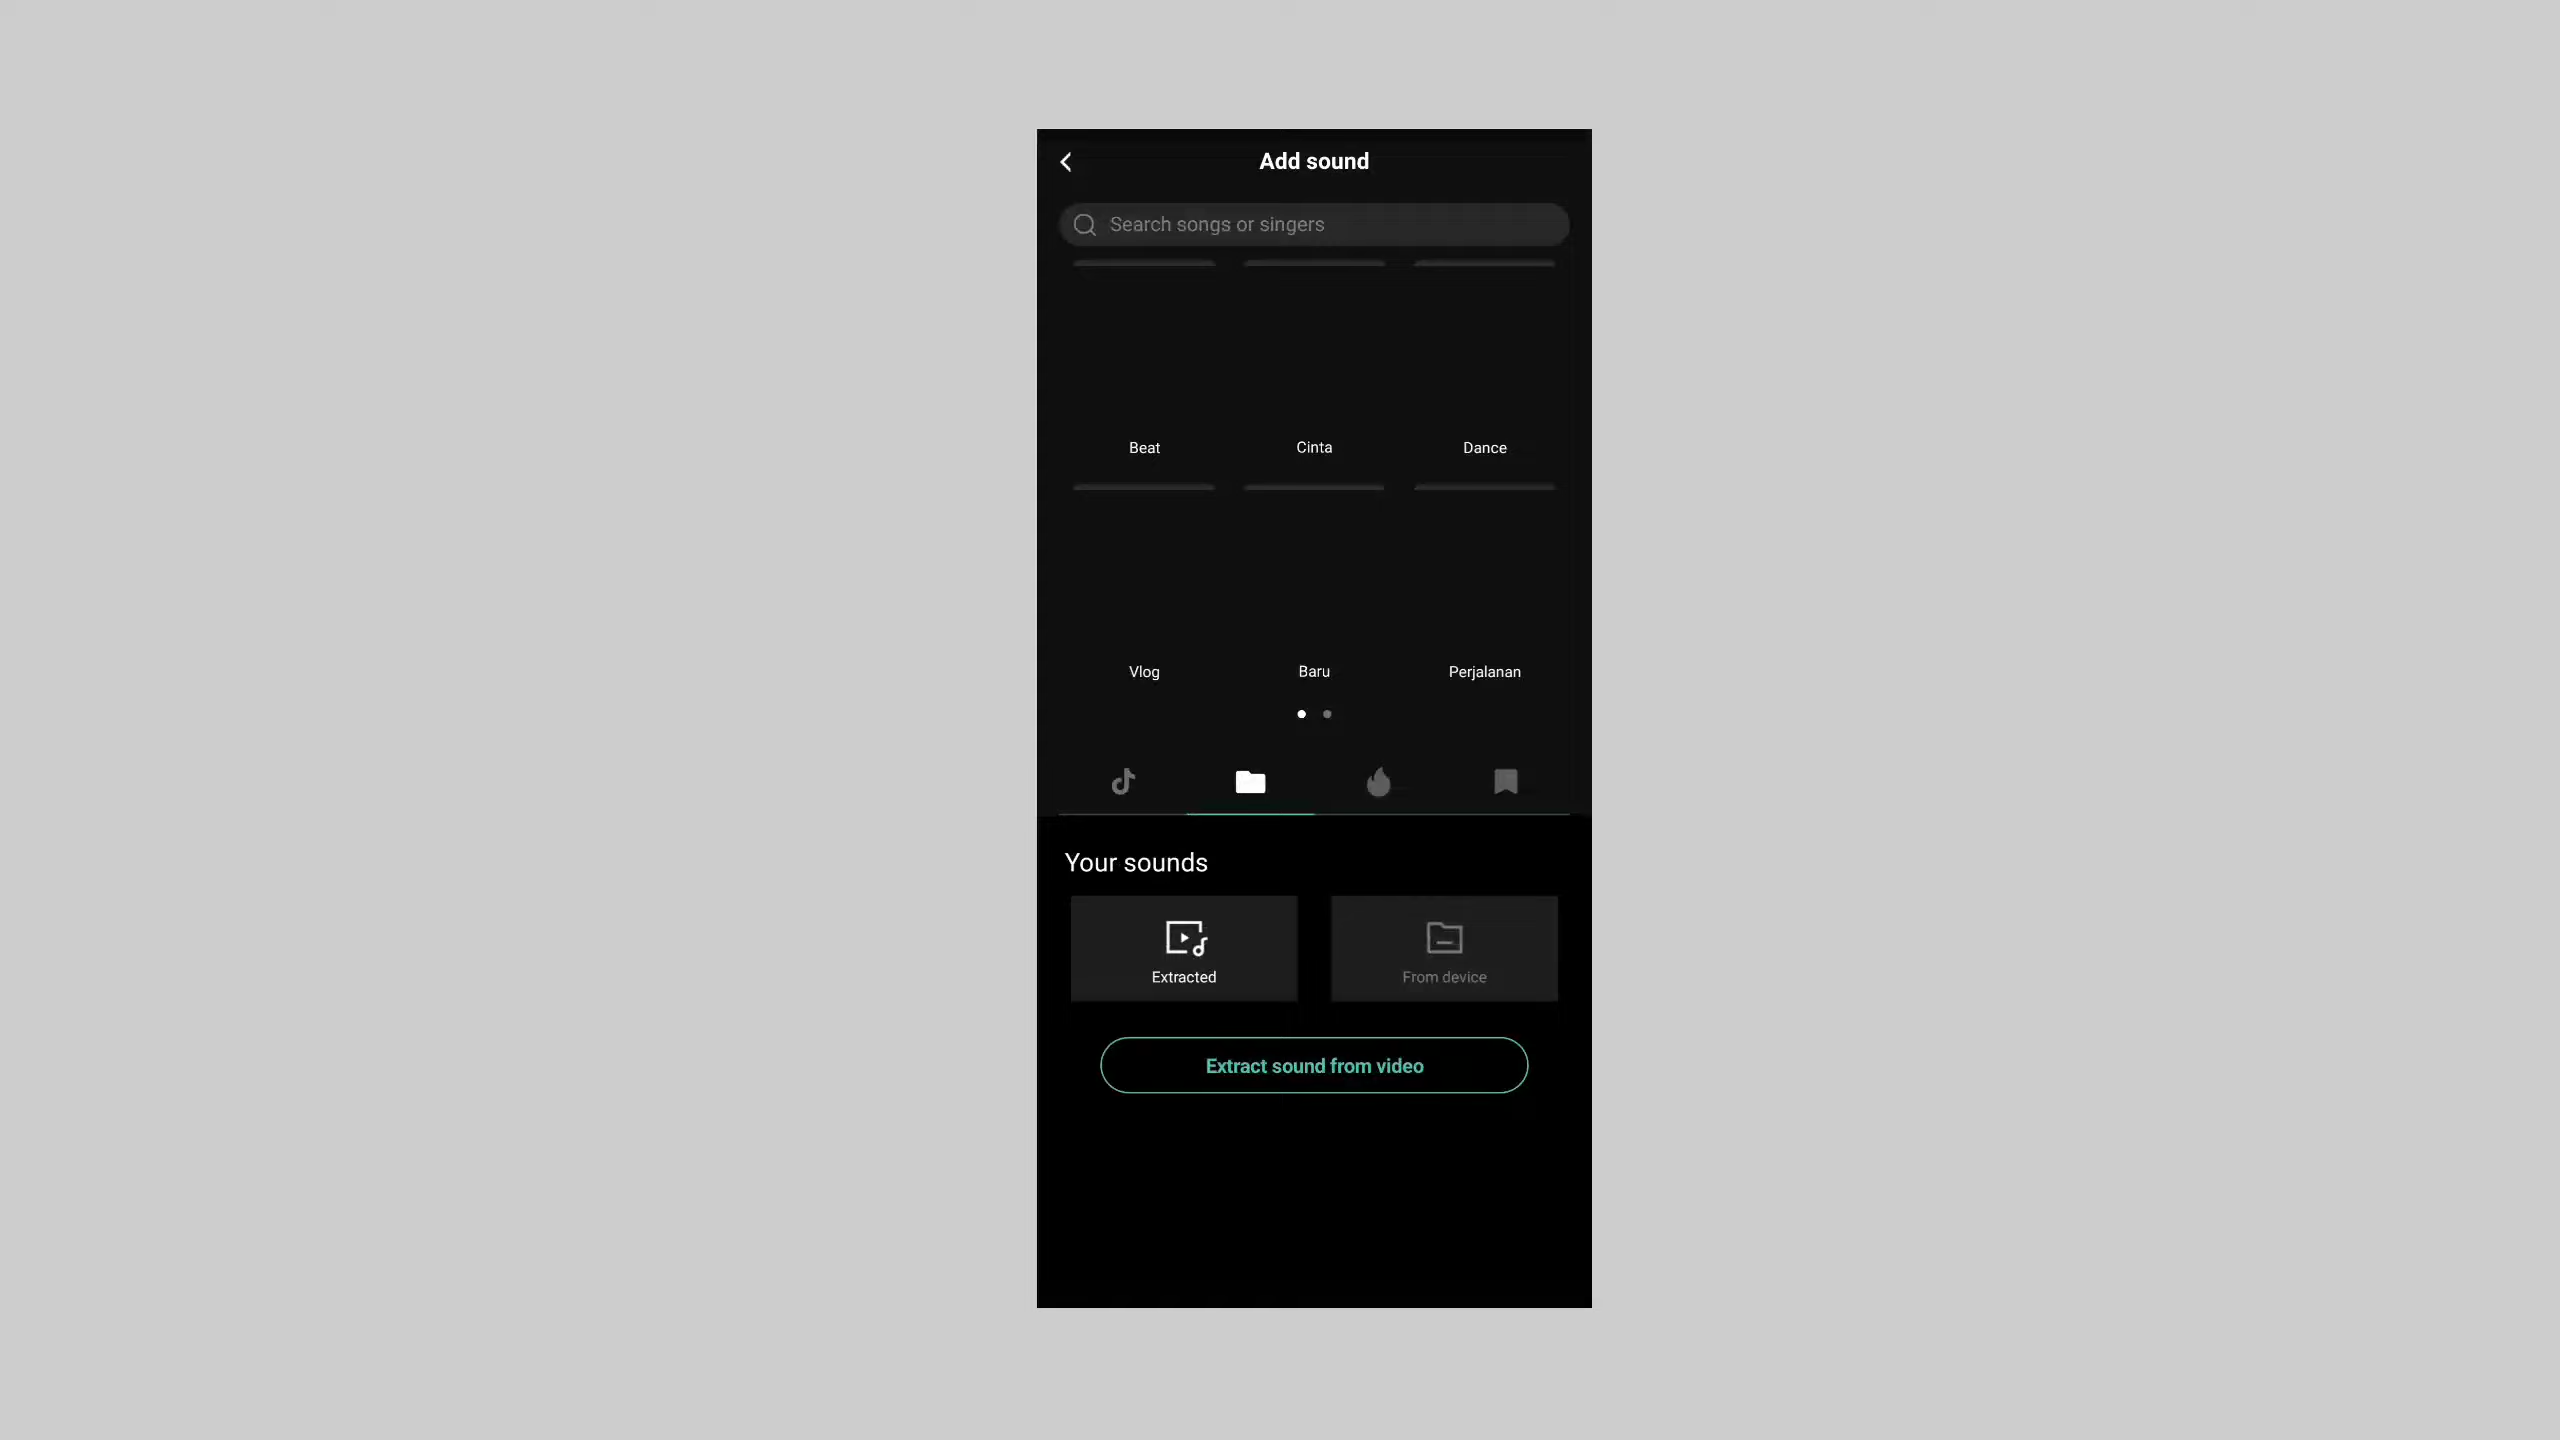 Add sound
Search songs or singers
Beat
Cinta
Dance
Vlog
Baru
Perjalanan
Your sounds
Extracted
From device
Extract sound from video